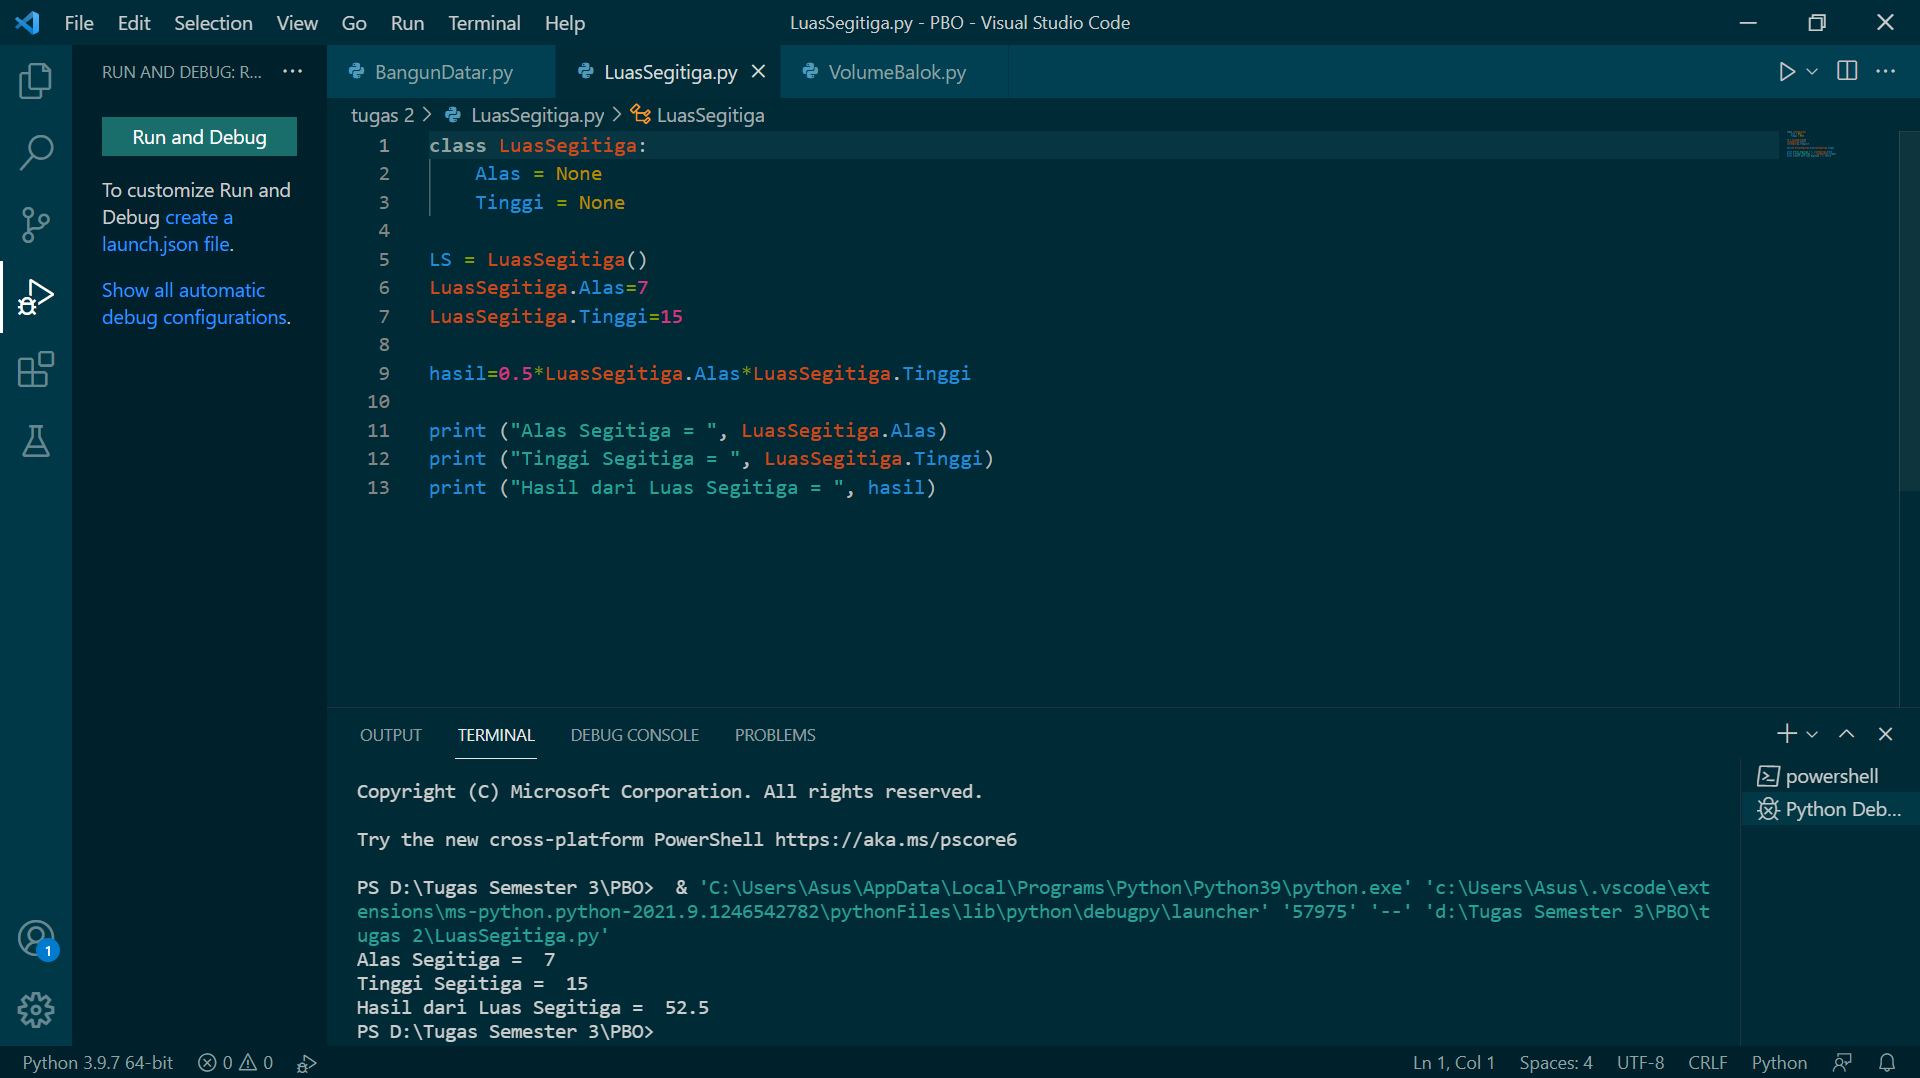 File Edit Selection View Go Run Terminal Help LuasSegitiga.py - PBO - Visual Studio Code
RUN AND DEBUG: R... ···
Run and Debug
To customize Run and
Debug create a
launch.json file.
Show all automatic
debug configurations.
BangunDatar.py LuasSegitiga.py VolumeBalok.py
tugas 2 > LuasSegitiga.py > LuasSegitiga
1 class LuasSegitiga:
2     Alas = None
3     Tinggi = None
4
5 LS = LuasSegitiga()
6 LuasSegitiga.Alas=7
7 LuasSegitiga.Tinggi=15
8
9 hasil=0.5*LuasSegitiga.Alas*LuasSegitiga.Tinggi
10
11 print ("Alas Segitiga = ", LuasSegitiga.Alas)
12 print ("Tinggi Segitiga = ", LuasSegitiga.Tinggi)
13 print ("Hasil dari Luas Segitiga = ", hasil)
OUTPUT TERMINAL DEBUG CONSOLE PROBLEMS
Copyright (C) Microsoft Corporation. All rights reserved.
Try the new cross-platform PowerShell https://aka.ms/pscore6
PS D:\Tugas Semester 3\PBO>  & 'C:\Users\Asus\AppData\Local\Programs\Python\Python39\python.exe' 'c:\Users\Asus\.vscode\ext
ensions\ms-python.python-2021.9.1246542782\pythonFiles\lib\python\debugpy\launcher' '57975' '--' 'd:\Tugas Semester 3\PBO\t
ugas 2\LuasSegitiga.py'
Alas Segitiga =  7
Tinggi Segitiga =  15
Hasil dari Luas Segitiga =  52.5
PS D:\Tugas Semester 3\PBO>
powershell
Python Deb...
1
Python 3.9.7 64-bit 0 0 Ln 1, Col 1 Spaces: 4 UTF-8 CRLF Python